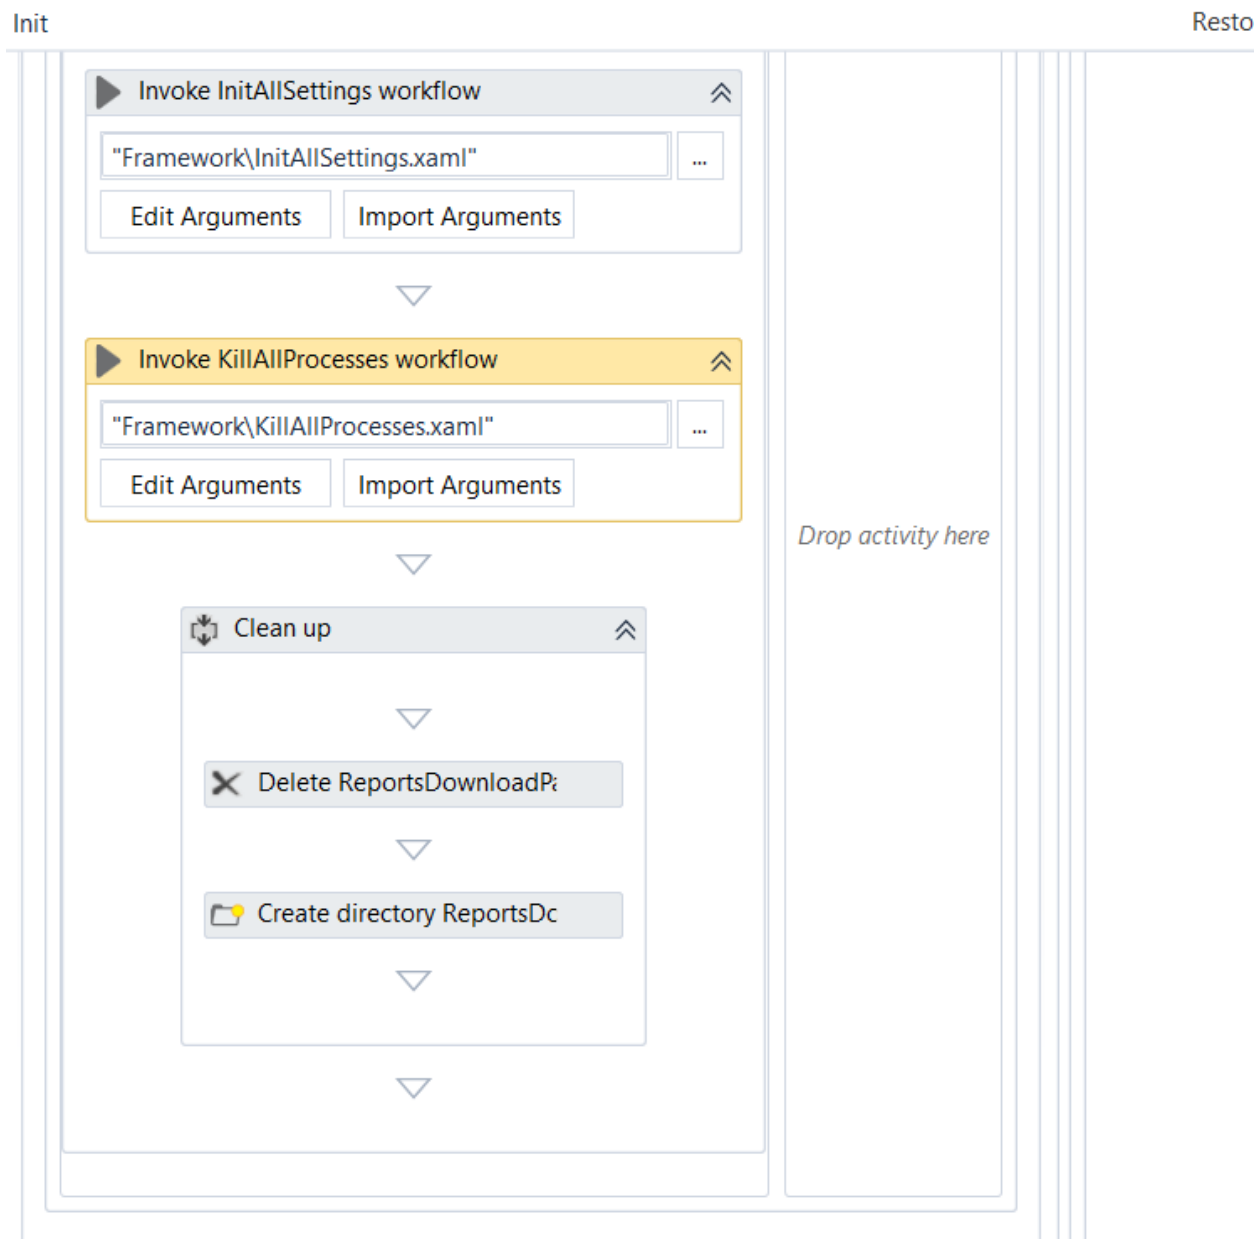 Init
Resto
Invoke InitAllSettings workflow
"Framework\InitAllSettings.xaml"
...
Edit Arguments
Import Arguments
Invoke KillAllProcesses workflow
"Framework\KillAllProcesses.xaml"
...
Edit Arguments
Import Arguments
Drop activity here
Clean up
Delete ReportsDownloadPa
Create directory ReportsDc